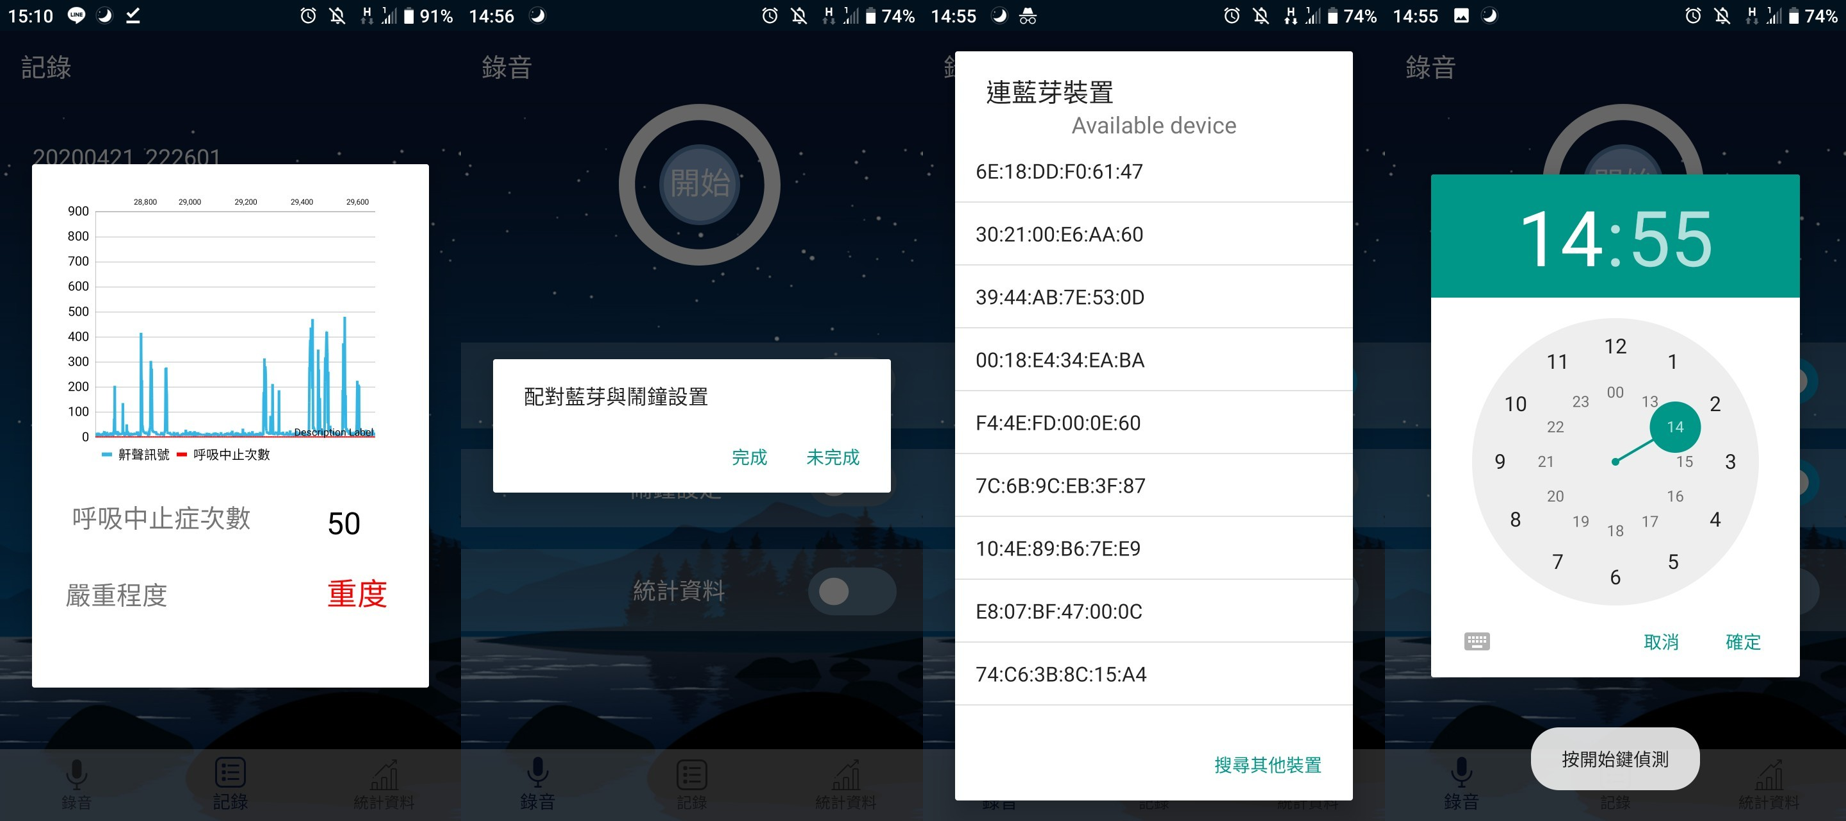 15:10
91%
記錄
20200421_222601
28,800 29,000 29,200 29,400 29,600
900
800
700
600
500
400
300
200
100
0
Description Label
鼾聲訊號 呼吸中止次數
呼吸中止症次數 50
嚴重程度 重度
錄音 記錄 統計資料
14:56
74%
錄音
開始
配對藍芽與鬧鐘設置
完成 未完成
鬧鐘設定
統計資料
錄音 記錄 統計資料
14:55
74%
連藍芽裝置
Available device
6E:18:DD:F0:61:47
30:21:00:E6:AA:60
39:44:AB:7E:53:0D
00:18:E4:34:EA:BA
F4:4E:FD:00:0E:60
7C:6B:9C:EB:3F:87
10:4E:89:B6:7E:E9
E8:07:BF:47:00:0C
74:C6:3B:8C:15:A4
搜尋其他裝置
錄音 記錄 統計資料
14:55
74%
錄音
開始
14:55
12
11 1
00
23 13
10 2
22 14
9 21 15 3
20 16
8 19 17 4
18
7 5
6
取消 確定
按開始鍵偵測
錄音 記錄 統計資料